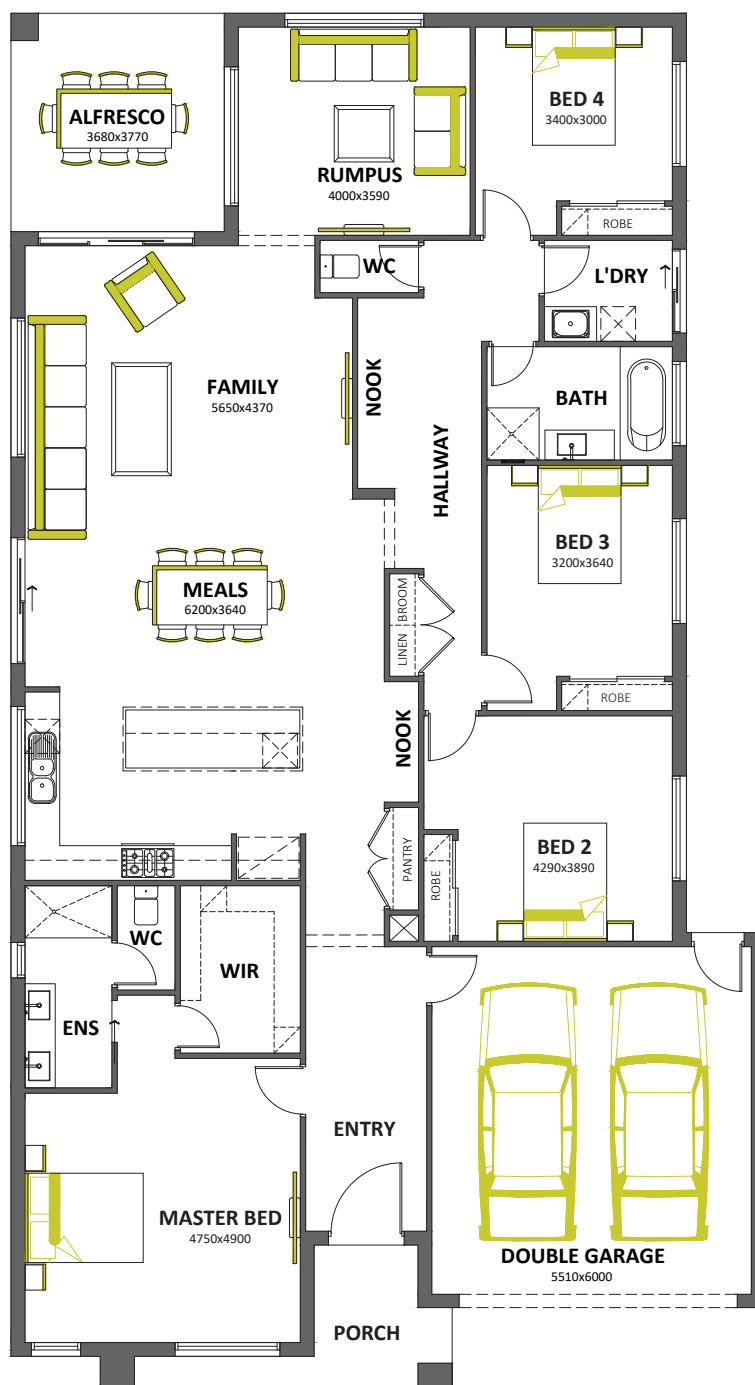 ALFRESCO
3680x3770
RUMPUS
4000x3590
BED 4
3400x3000
ROBE
WC
L'DRY
FAMILY
5650x4370
NOOK
HALLWAY
BATH
BED 3
3200x3640
MEALS
6200x3640
LINEN
BROOM
ROBE
NOOK
BED 2
4290x3890
PANTRY
ROBE
WC
WIR
ENS
ENTRY
MASTER BED
4750x4900
DOUBLE GARAGE
5510x6000
PORCH